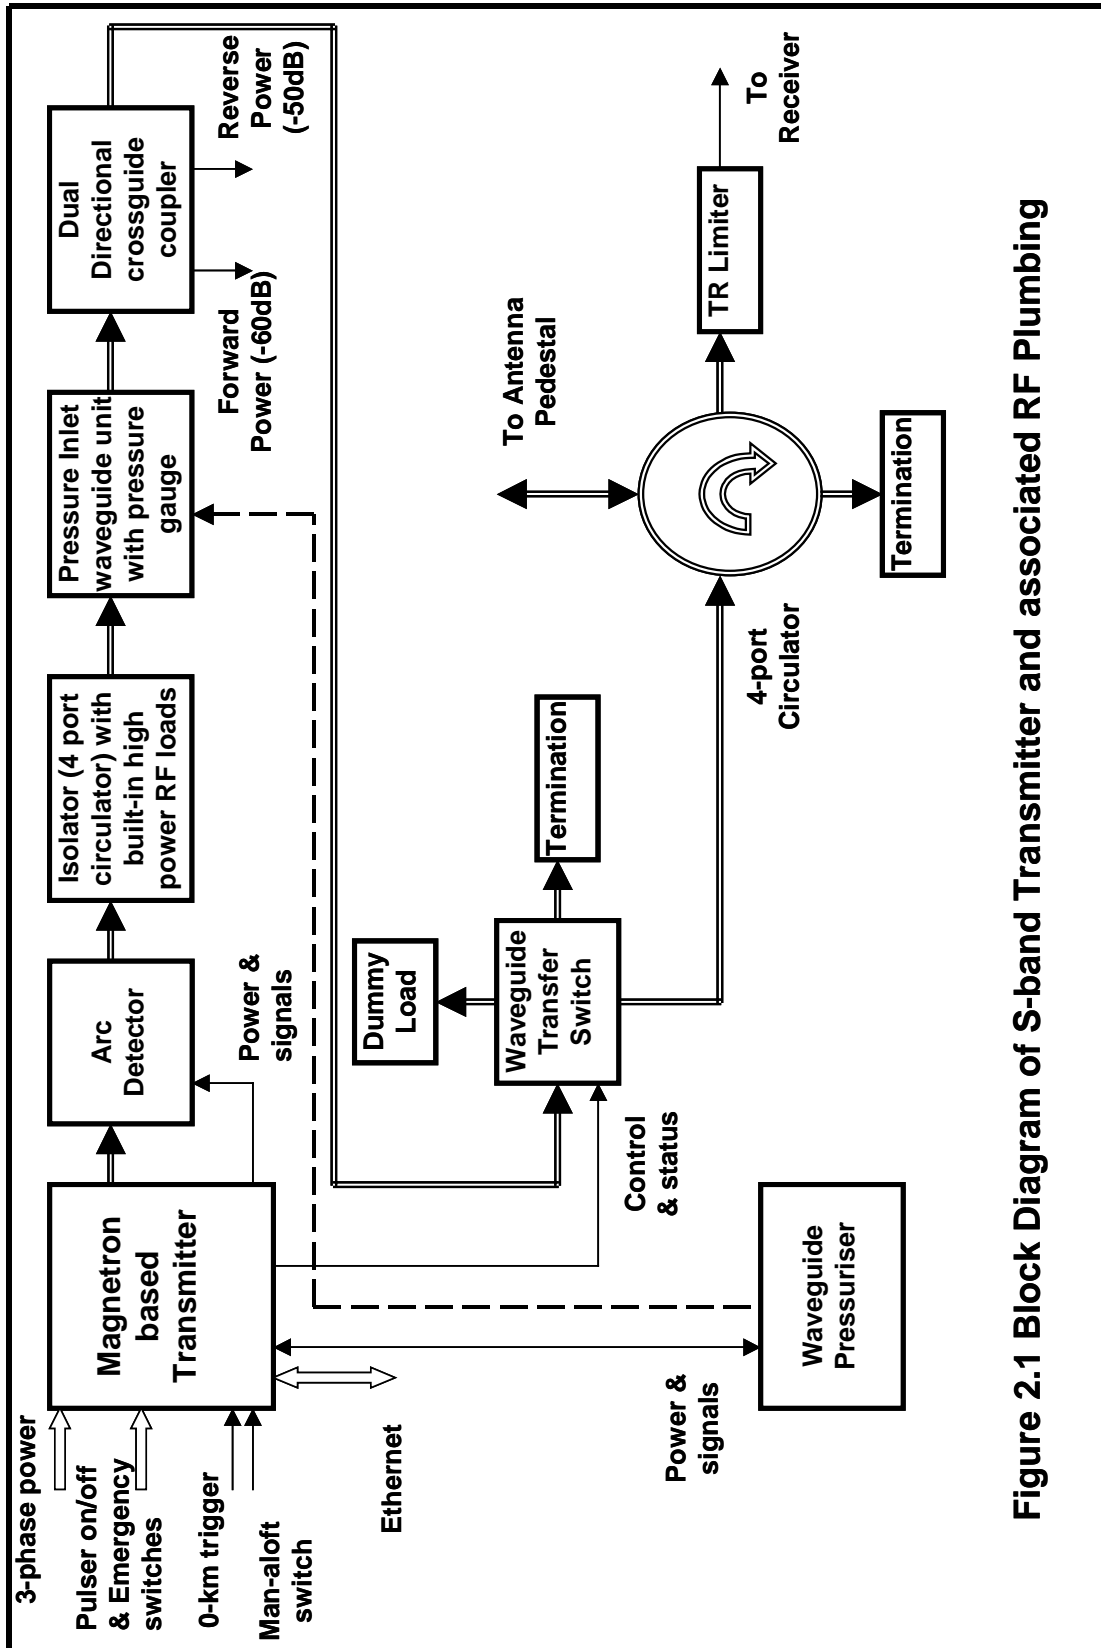 3-phase power
Pulser on/off
& Emergency
switches
0-km trigger
Man-aloft
switch
Ethernet
Magnetron
based
Transmitter
Arc
Detector
Power &
signals
Isolator (4 port
circulator) with
built-in high
power RF loads
Pressure Inlet
waveguide unit
with pressure
gauge
Dual
Directional
crossguide
coupler
Forward
Power (-60dB)
Reverse
Power
(-50dB)
Dummy
Load
Waveguide
Transfer
Switch
Termination
Control
& status
To Antenna
Pedestal
4-port
Circulator
TR Limiter
To
Receiver
Termination
Power &
signals
Waveguide
Pressuriser
Figure 2.1 Block Diagram of S-band Transmitter and associated RF Plumbing